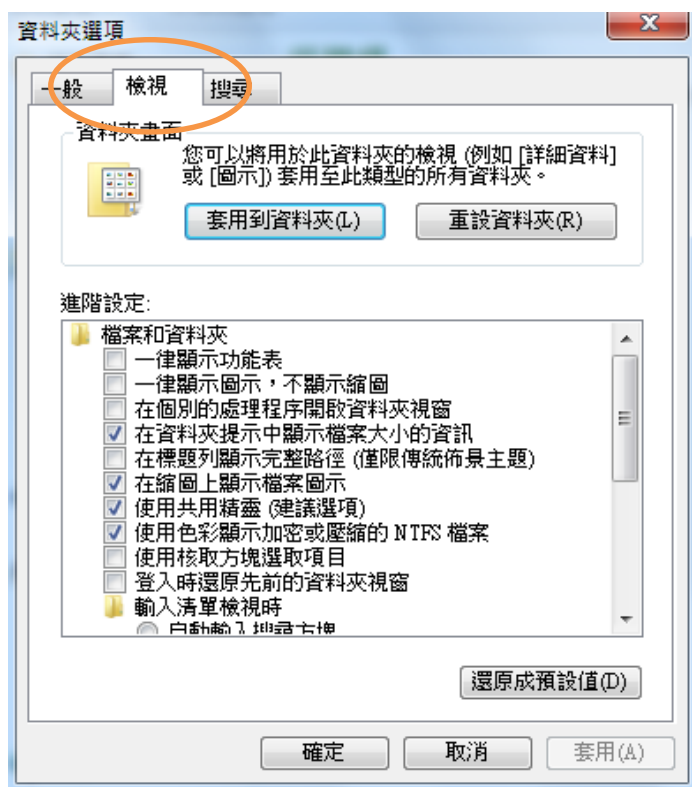 資料夾選項
一般 檢視 搜尋
資料夾畫面
您可以將用於此資料夾的檢視 (例如 [詳細資料]
或 [圖示]) 套用至此類型的所有資料夾。
套用到資料夾(L) 重設資料夾(R)
進階設定:
檔案和資料夾
一律顯示功能表
一律顯示圖示，不顯示縮圖
在個別的處理程序開啟資料夾視窗
在資料夾提示中顯示檔案大小的資訊
在標題列顯示完整路徑 (僅限傳統佈景主題)
在縮圖上顯示檔案圖示
使用共用精靈 (建議選項)
使用色彩顯示加密或壓縮的 NTFS 檔案
使用核取方塊選取項目
登入時還原先前的資料夾視窗
輸入清單檢視時
自動輸入搜尋方塊
還原成預設值(D)
確定 取消 套用(A)